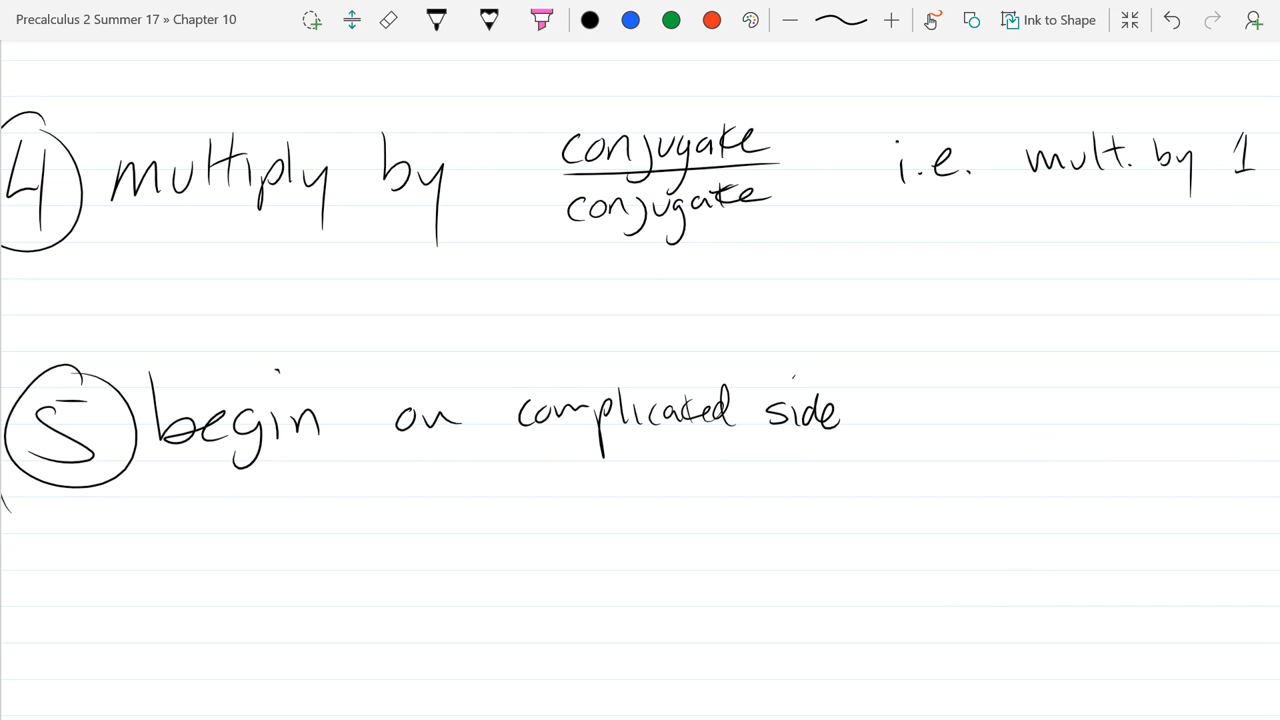 Precalculus 2 Summer 17 » Chapter 10
Ink to Shape
4 multiply by conjugate i.e. mult. by 1
conjugate
5 begin on complicated side